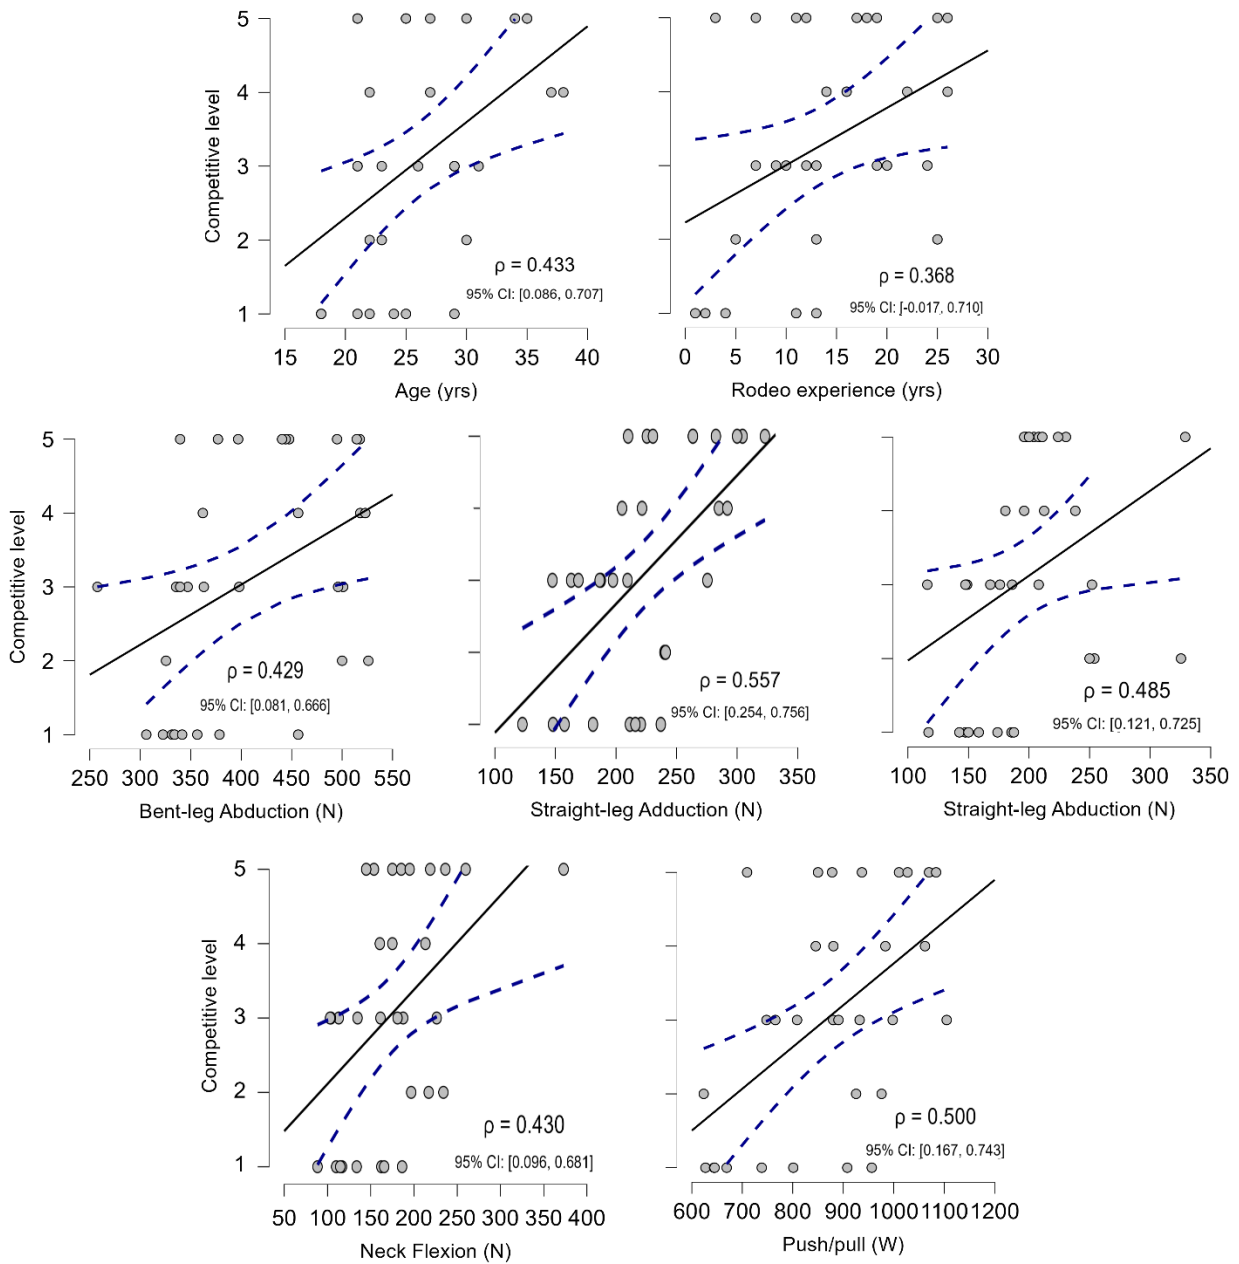 5
4
3
2
1
Competitive level
ρ = 0.433
95% CI: [0.086, 0.707]
15 20 25 30 35 40
Age (yrs)
ρ = 0.368
95% CI: [-0.017, 0.710]
0 5 10 15 20 25 30
Rodeo experience (yrs)
5
4
3
2
1
Competitive level
ρ = 0.429
95% CI: [0.081, 0.666]
250 300 350 400 450 500 550
Bent-leg Abduction (N)
ρ = 0.557
95% CI: [0.254, 0.756]
100 150 200 250 300 350
Straight-leg Adduction (N)
ρ = 0.485
95% CI: [0.121, 0.725]
100 150 200 250 300 350
Straight-leg Abduction (N)
5
4
3
2
1
Competitive level
ρ = 0.430
95% CI: [0.096, 0.681]
50 100 150 200 250 300 350 400
Neck Flexion (N)
ρ = 0.500
95% CI: [0.167, 0.743]
600 700 800 900 1000 1100 1200
Push/pull (W)